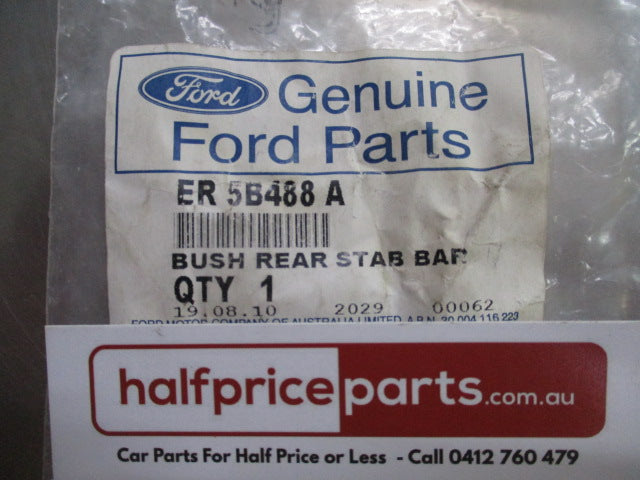 Ford Genuine
Ford Parts
ER 5B488 A
BUSH REAR STAB BAR
QTY 1
19.08.10 2029 00062
FORD MOTOR COMPANY OF AUSTRALIA LIMITED A.B.N. 30 004 116 223
halfpriceparts.com.au
Car Parts For Half Price or Less - Call 0412 760 479